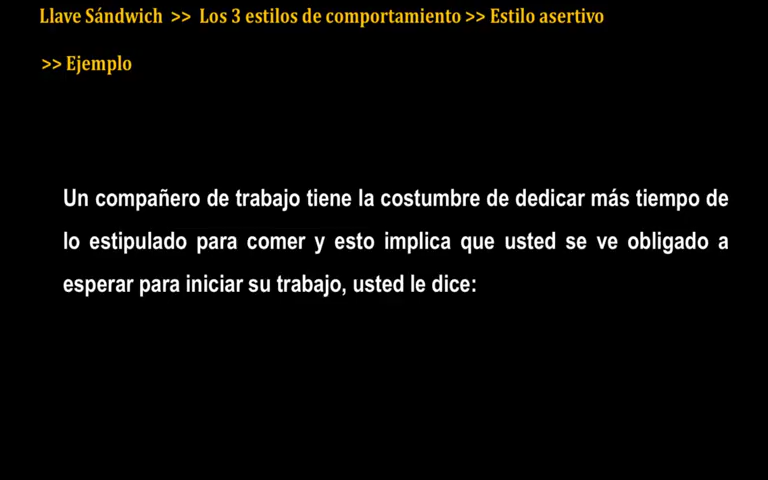 Llave Sándwich >> Los 3 estilos de comportamiento >> Estilo asertivo
>> Ejemplo
Un compañero de trabajo tiene la costumbre de dedicar más tiempo de
lo estipulado para comer y esto implica que usted se ve obligado a
esperar para iniciar su trabajo, usted le dice: